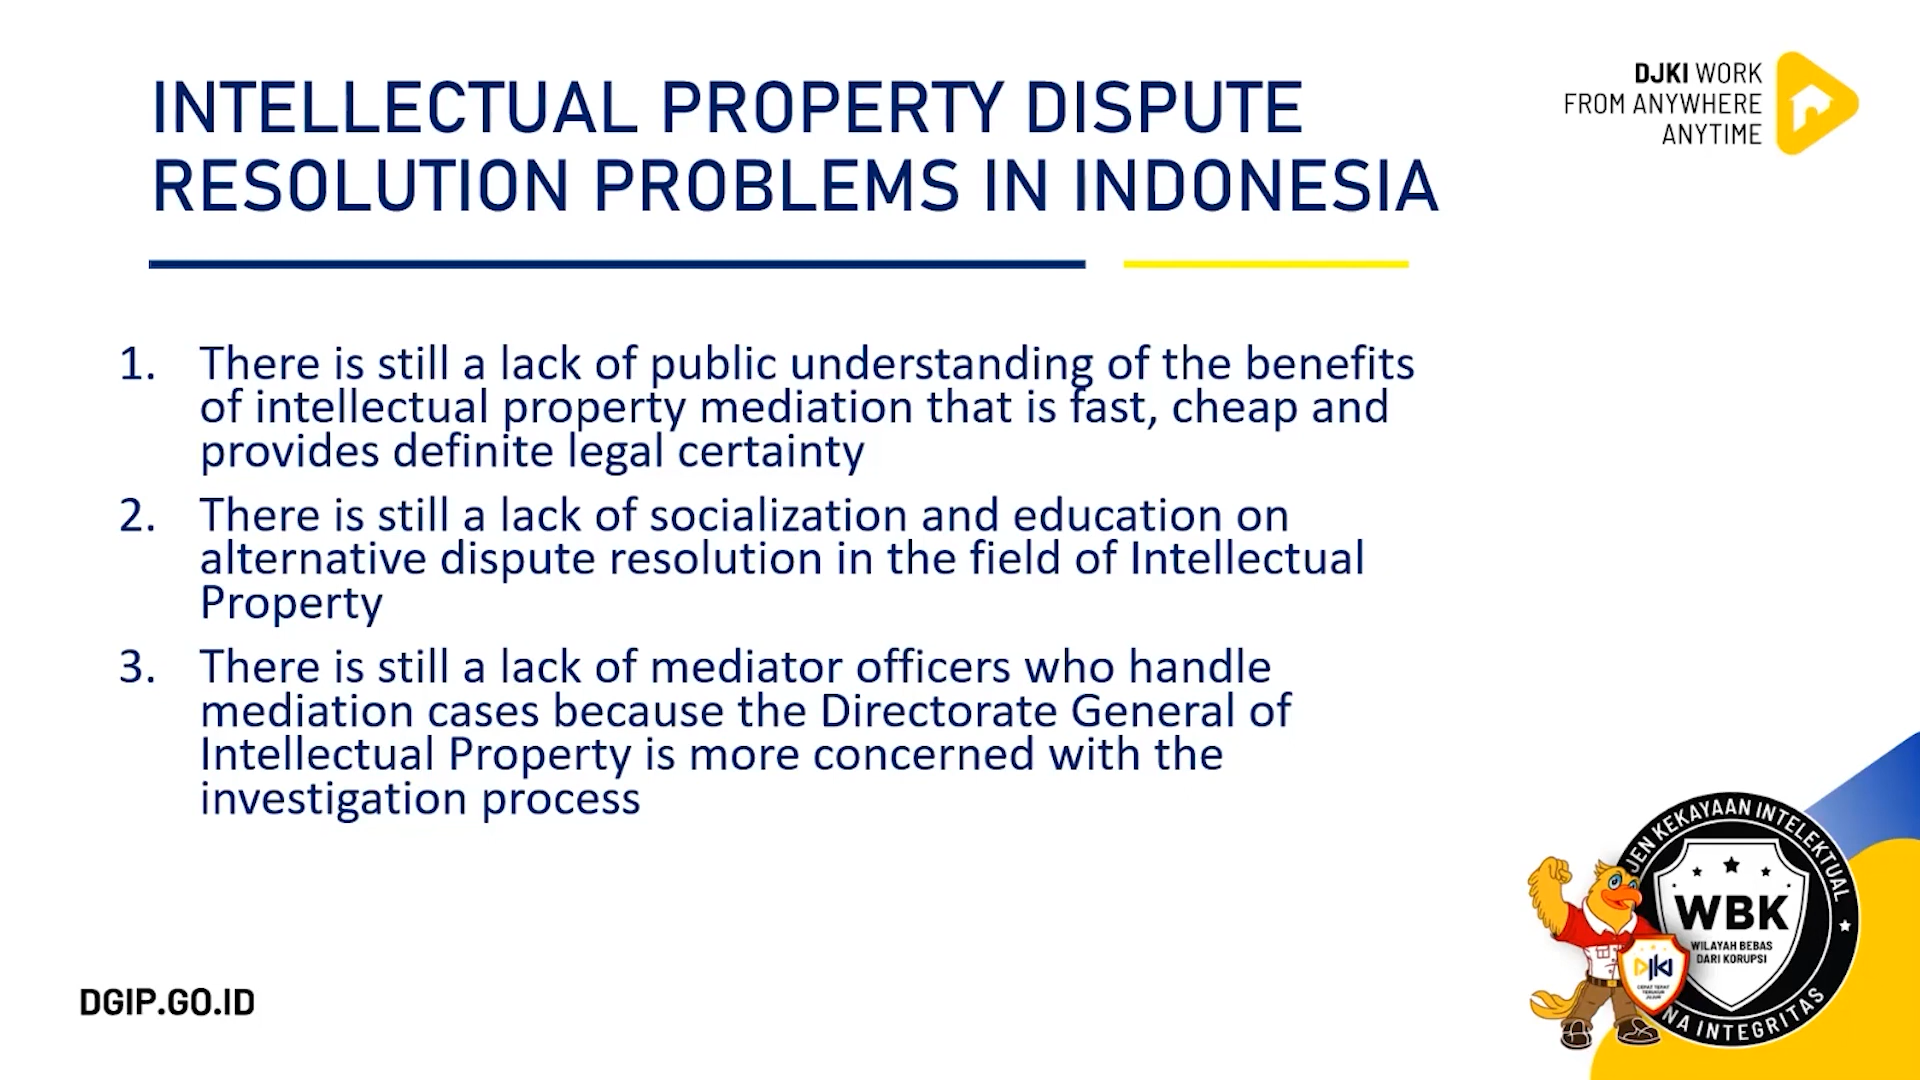 INTELLECTUAL PROPERTY DISPUTE
RESOLUTION PROBLEMS IN INDONESIA
DJKI WORK
FROM ANYWHERE
ANYTIME
1. There is still a lack of public understanding of the benefits
of intellectual property mediation that is fast, cheap and
provides definite legal certainty
2. There is still a lack of socialization and education on
alternative dispute resolution in the field of Intellectual
Property
3. There is still a lack of mediator officers who handle
mediation cases because the Directorate General of
Intellectual Property is more concerned with the
investigation process
JEN KEKAYAAN INTELEKTUAL
WBK
WILAYAH BEBAS
DARI KORUPSI
NA INTEGRITAS
DJKI
CEPAT TEPAT
TERUKUR
JUJUR
DGIP.GO.ID